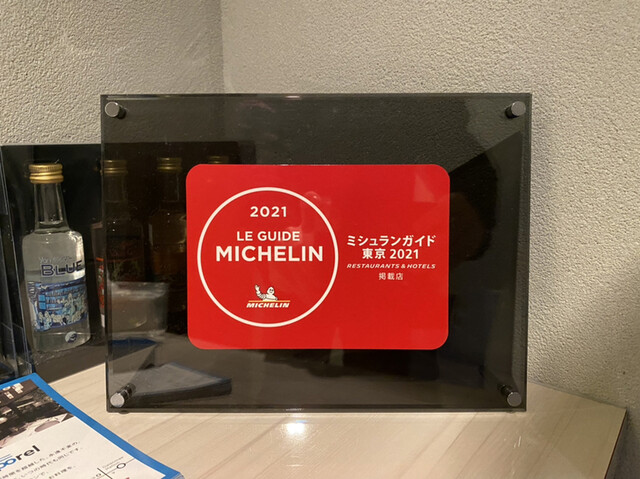 2021
LE GUIDE
MICHELIN
MICHELIN
ミシュランガイド
東京 2021
RESTAURANTS & HOTELS
掲載店
BLUE